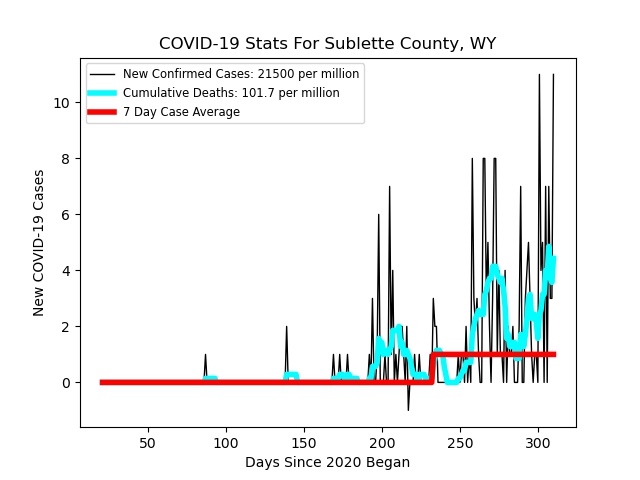 COVID-19 Stats For Sublette County, WY
New Confirmed Cases: 21500 per million
Cumulative Deaths: 101.7 per million
7 Day Case Average
New COVID-19 Cases
10
8
6
4
2
0
50 100 150 200 250 300
Days Since 2020 Began